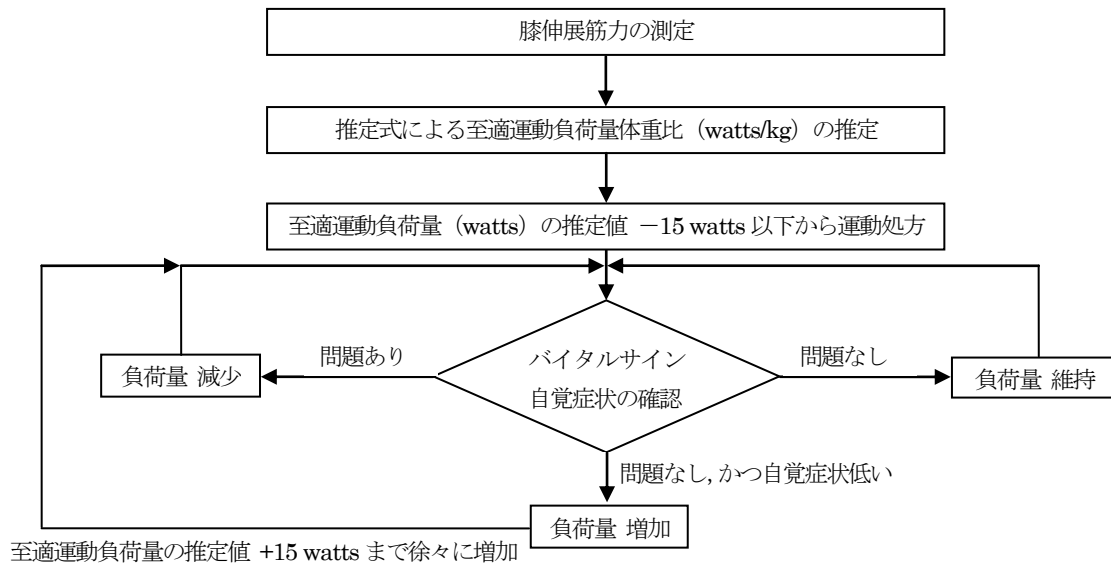 膝伸展筋力の測定
推定式による至適運動負荷量体重比（watts/kg）の推定
至適運動負荷量（watts）の推定値 －15 watts 以下から運動処方
問題あり
バイタルサイン
自覚症状の確認
問題なし
負荷量 減少
負荷量 維持
問題なし, かつ自覚症状低い
負荷量 増加
至適運動負荷量の推定値 +15 watts まで徐々に増加